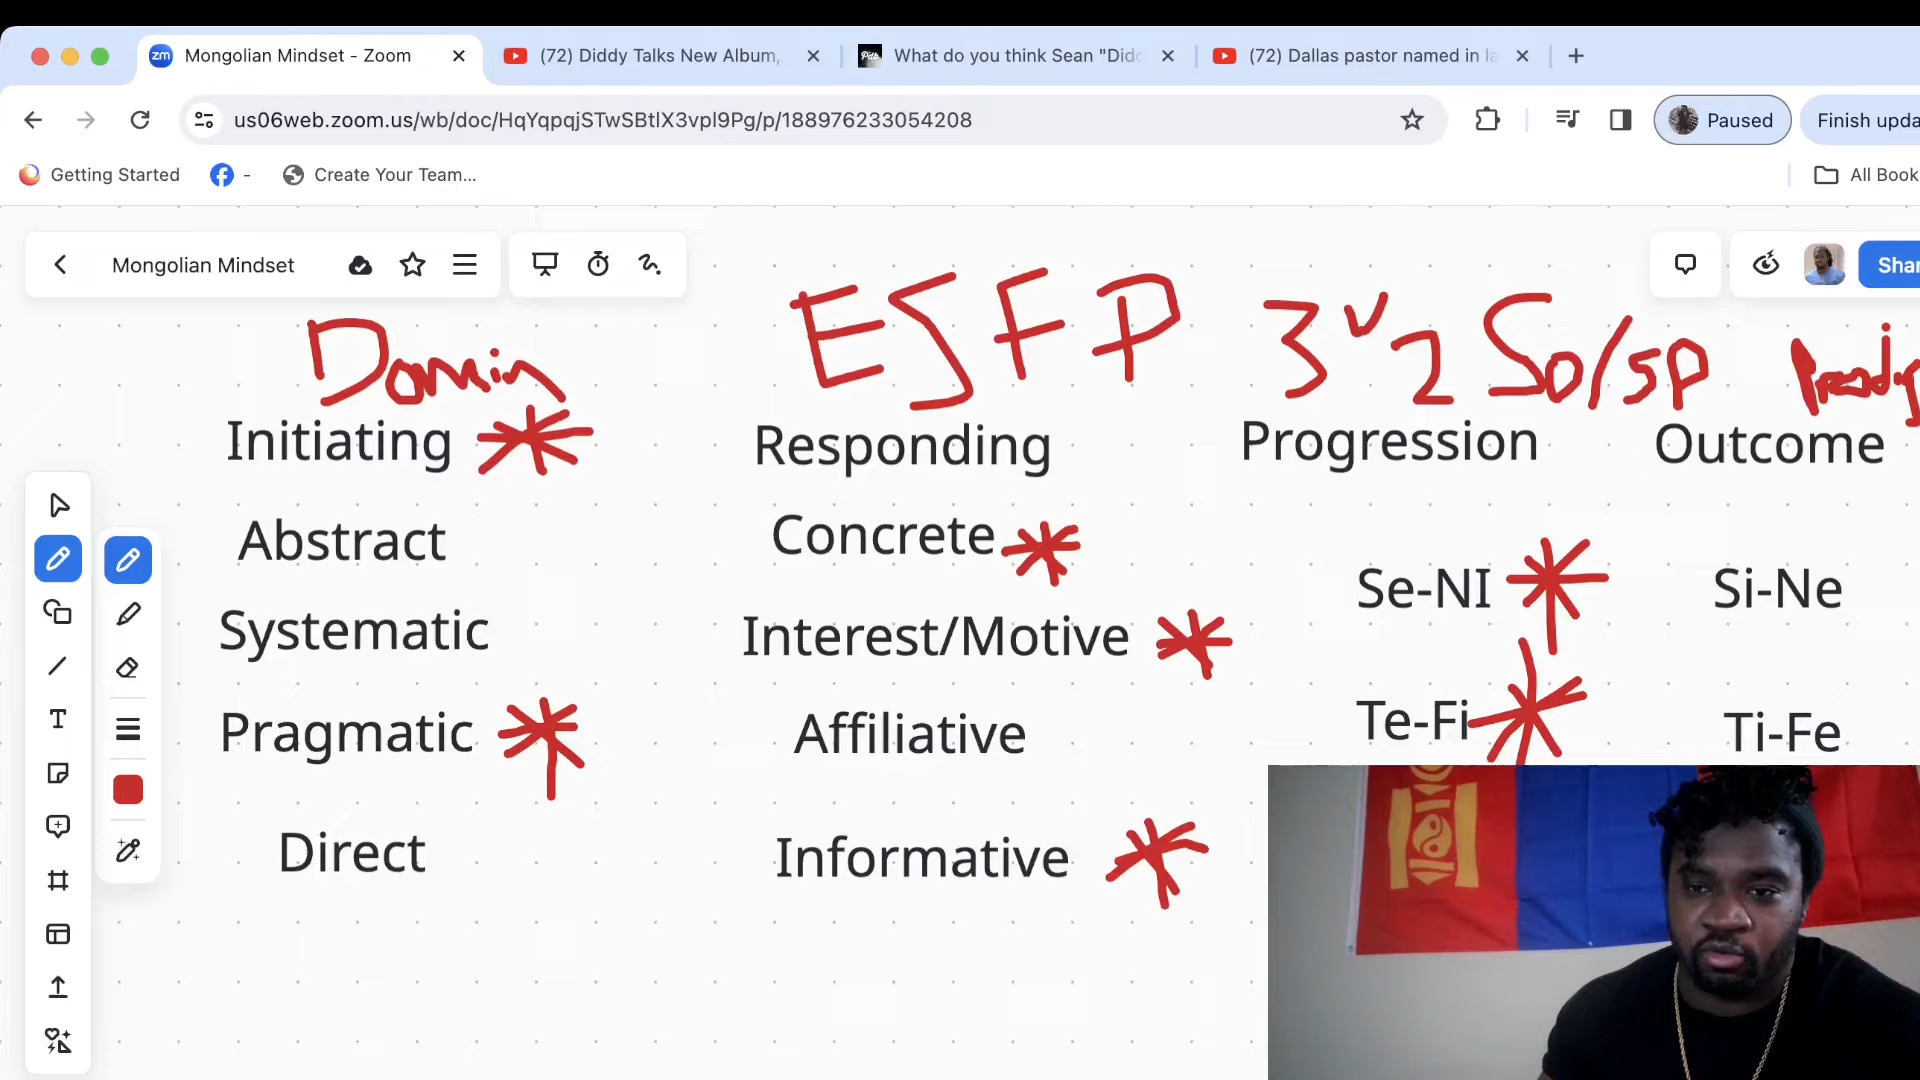 Mongolian Mindset - Zoom
(72) Diddy Talks New Album,
What do you think Sean "Didd
(72) Dallas pastor named in la
us06web.zoom.us/wb/doc/HqYqpqjSTwSBtlX3vpl9Pg/p/188976233054208
Paused
Finish upda
Getting Started
-
Create Your Team...
All Book
Mongolian Mindset
Shar
Domin
ESFP
3v2 So/sp
Initiating
Responding
Progression
Outcome
Abstract
Concrete
Se-NI
Si-Ne
Systematic
Interest/Motive
Pragmatic
Affiliative
Te-Fi
Ti-Fe
Direct
Informative